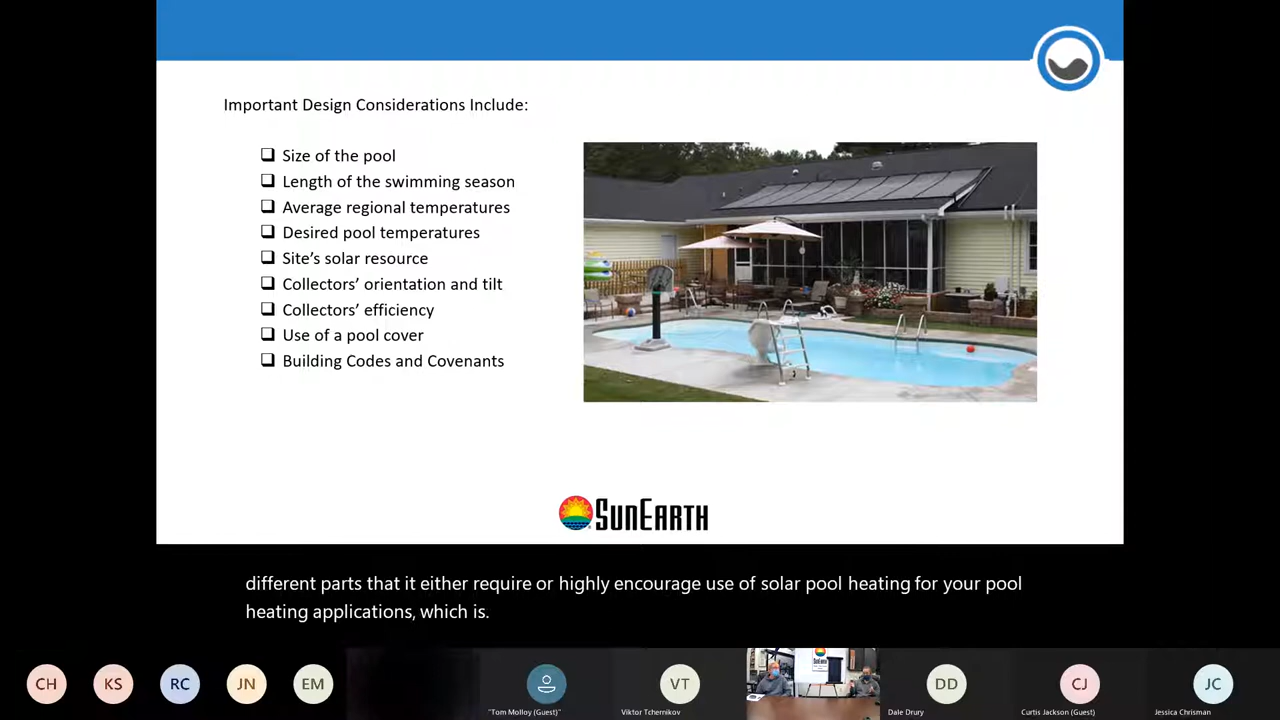 Important Design Considerations Include:
Size of the pool
Length of the swimming season
Average regional temperatures
Desired pool temperatures
Site's solar resource
Collectors' orientation and tilt
Collectors' efficiency
Use of a pool cover
Building Codes and Covenants
SunEarth
different parts that it either require or highly encourage use of solar pool heating for your pool
heating applications, which is.
CH
KS
RC
JN
EM
VT
SunEarth
DD
CJ
JC
"Tom Molloy (Guest)"
Viktor Tchernikov
Dale Drury
Curtis Jackson (Guest)
Jessica Chrisman